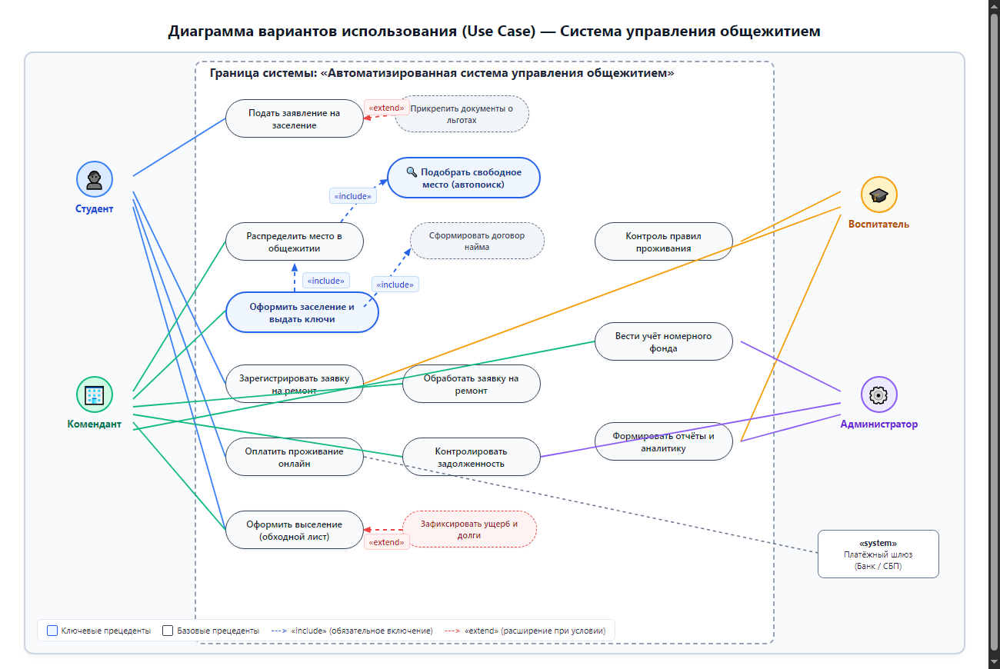 Диаграмма вариантов использования (Use Case) — Система управления общежитием
Граница системы: «Автоматизированная система управления общежитием»
Подать заявление на
заселение
«extend»
Прикрепить документы о
льготах
Подобрать свободное
место (автопоиск)
«include»
Студент
Воспитатель
Распределить место в
общежитии
Сформировать договор
найма
Контроль правил
проживания
«include»
«include»
Оформить заселение и
выдать ключи
Вести учёт номерного
фонда
Зарегистрировать заявку
на ремонт
Обработать заявку на
ремонт
Комендант
Администратор
Формировать отчёты и
аналитику
Оплатить проживание
онлайн
Контролировать
задолженность
Оформить выселение
(обходной лист)
Зафиксировать ущерб и
долги
«extend»
«system»
Платёжный шлюз
(Банк / СБП)
Ключевые прецеденты
Базовые прецеденты
---> «include» (обязательное включение)
---> «extend» (расширение при условии)